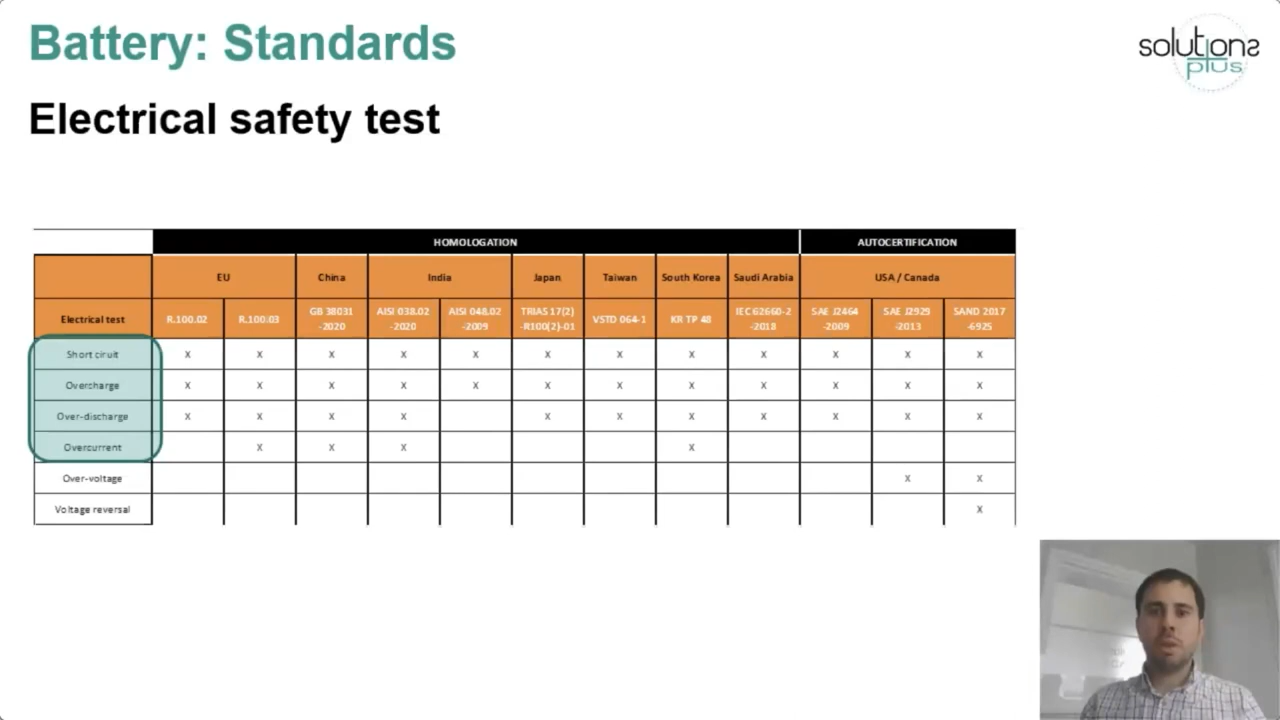 Battery: Standards
solutions
plus
Electrical safety test
HOMOLOGATION AUTOCERTIFICATION
EU China India Japan Taiwan South Korea Saudi Arabia USA / Canada
Electrical test R.100.02 R.100.03 GB 38031 -2020 AISI 038.02 -2020 AISI 048.02 -2009 TRIAS 17(2) -R100(2)-01 VSTD 064-1 KR TP 48 IEC 62660-2 -2018 SAE J2464 -2009 SAE J2929 -2013 SAND 2017 -6925
Short ciruit X X X X X X X X X X X X
Overcharge X X X X X X X X X X X X
Over-discharge X X X X X X X X X X X
Overcurrent X X X X
Over-voltage X X
Voltage reversal X